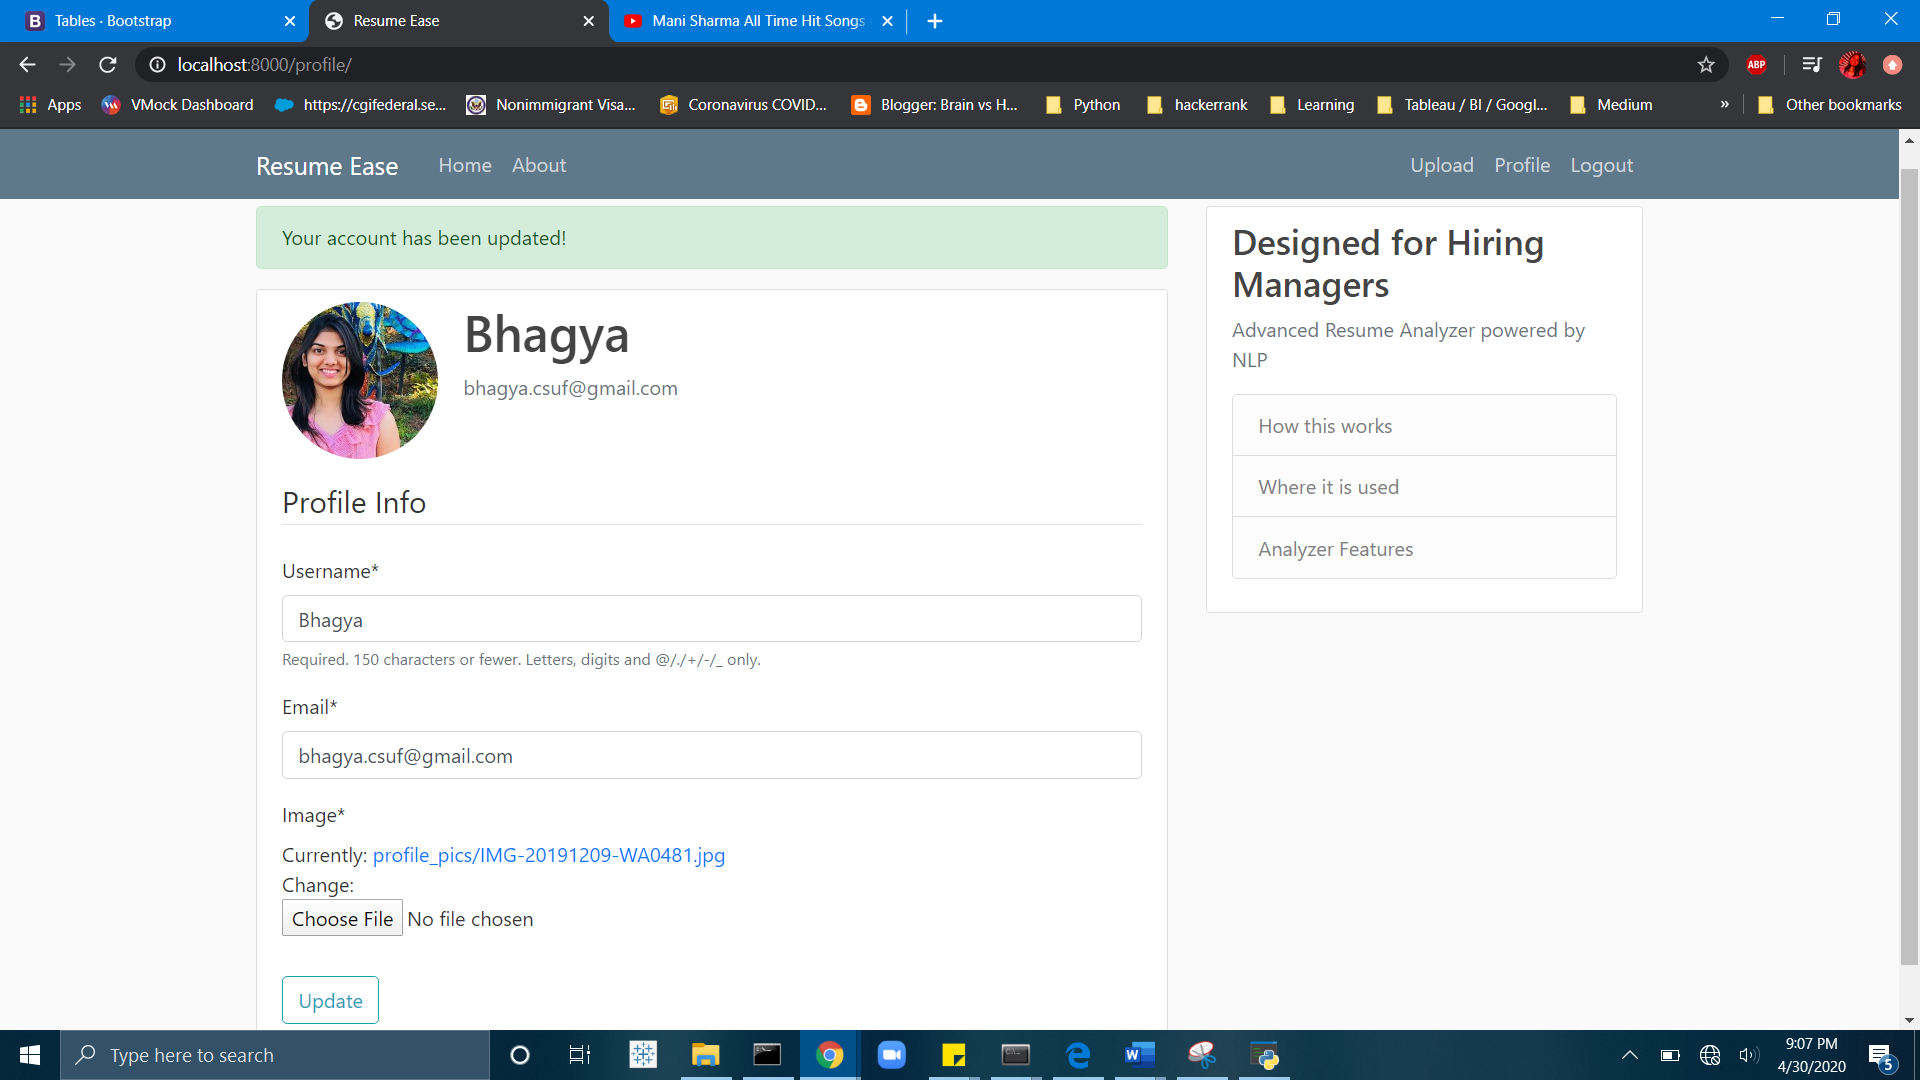 Tables · Bootstrap
Resume Ease
Mani Sharma All Time Hit Songs
localhost:8000/profile/
ABP
Apps
VMock Dashboard
https://cgifederal.se...
Nonimmigrant Visa...
Coronavirus COVID...
Blogger: Brain vs H...
Python
hackerrank
Learning
Tableau / BI / Googl...
Medium
»
Other bookmarks
Resume Ease
Home
About
Upload
Profile
Logout
Your account has been updated!
Bhagya
bhagya.csuf@gmail.com
Profile Info
Username*
Bhagya
Required. 150 characters or fewer. Letters, digits and @/./+/-/_ only.
Email*
bhagya.csuf@gmail.com
Image*
Currently: profile_pics/IMG-20191209-WA0481.jpg
Change:
Choose File No file chosen
Update
Designed for Hiring
Managers
Advanced Resume Analyzer powered by
NLP
How this works
Where it is used
Analyzer Features
Type here to search
9:07 PM
4/30/2020
5